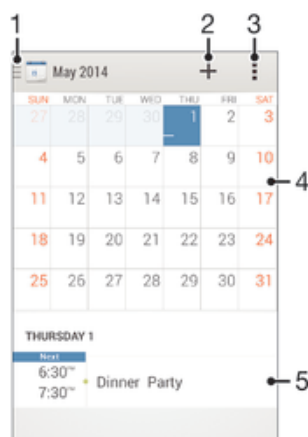 1 2 3
May 2014 +
SUN MON TUE WED THU FRI SAT
27 28 29 30 1 2 3
4 5 6 7 8 9 10
4
11 12 13 14 15 16 17
18 19 20 21 22 23 24
25 26 27 28 29 30 31
THURSDAY 1
Next
6:30PM
Dinner Party 5
7:30PM